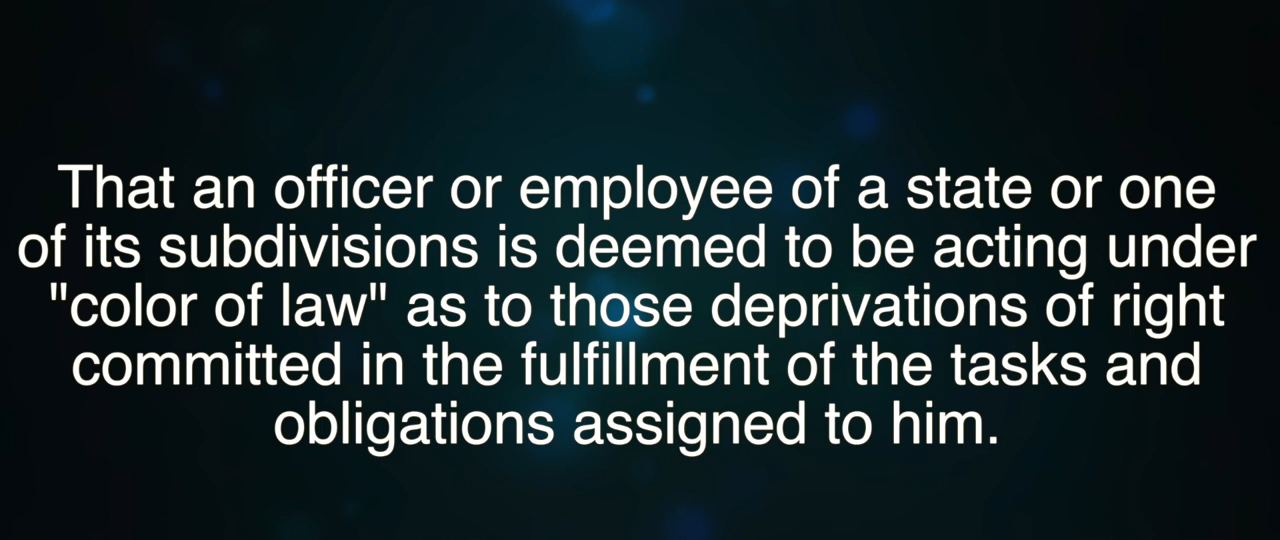 That an officer or employee of a state or one
of its subdivisions is deemed to be acting under
"color of law" as to those deprivations of right
committed in the fulfillment of the tasks and
obligations assigned to him.